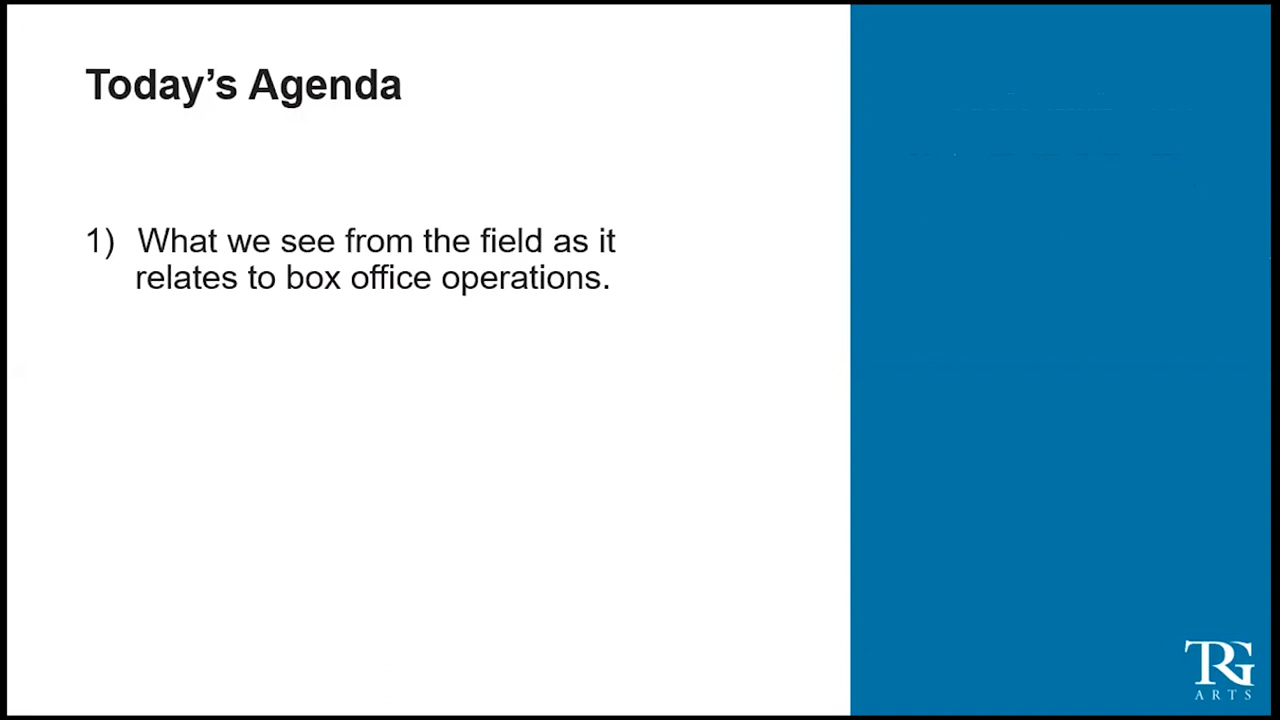 Today’s Agenda
1) What we see from the field as it
relates to box office operations.
TRG
ARTS